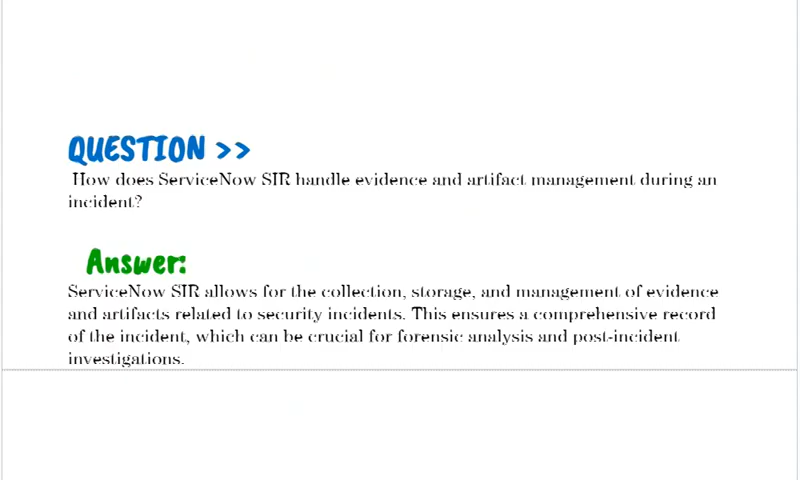 QUESTION >>
How does ServiceNow SIR handle evidence and artifact management during an
incident?
Answer:
ServiceNow SIR allows for the collection, storage, and management of evidence
and artifacts related to security incidents. This ensures a comprehensive record
of the incident, which can be crucial for forensic analysis and post-incident
investigations.